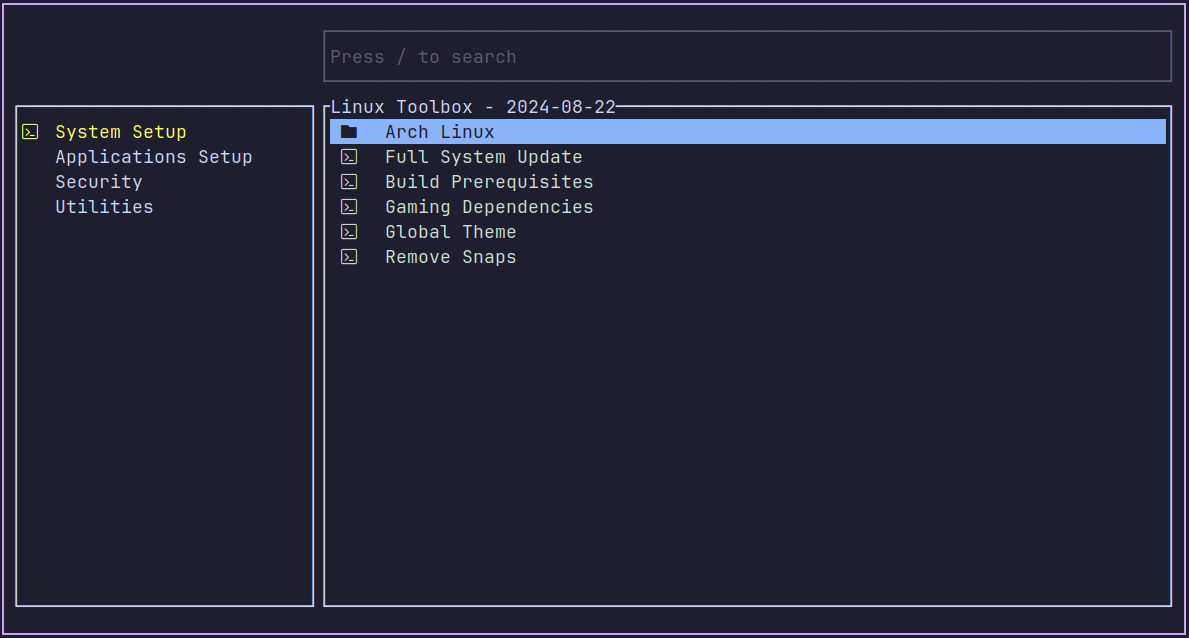 Press / to search
System Setup
Applications Setup
Security
Utilities
Linux Toolbox - 2024-08-22
Arch Linux
Full System Update
Build Prerequisites
Gaming Dependencies
Global Theme
Remove Snaps